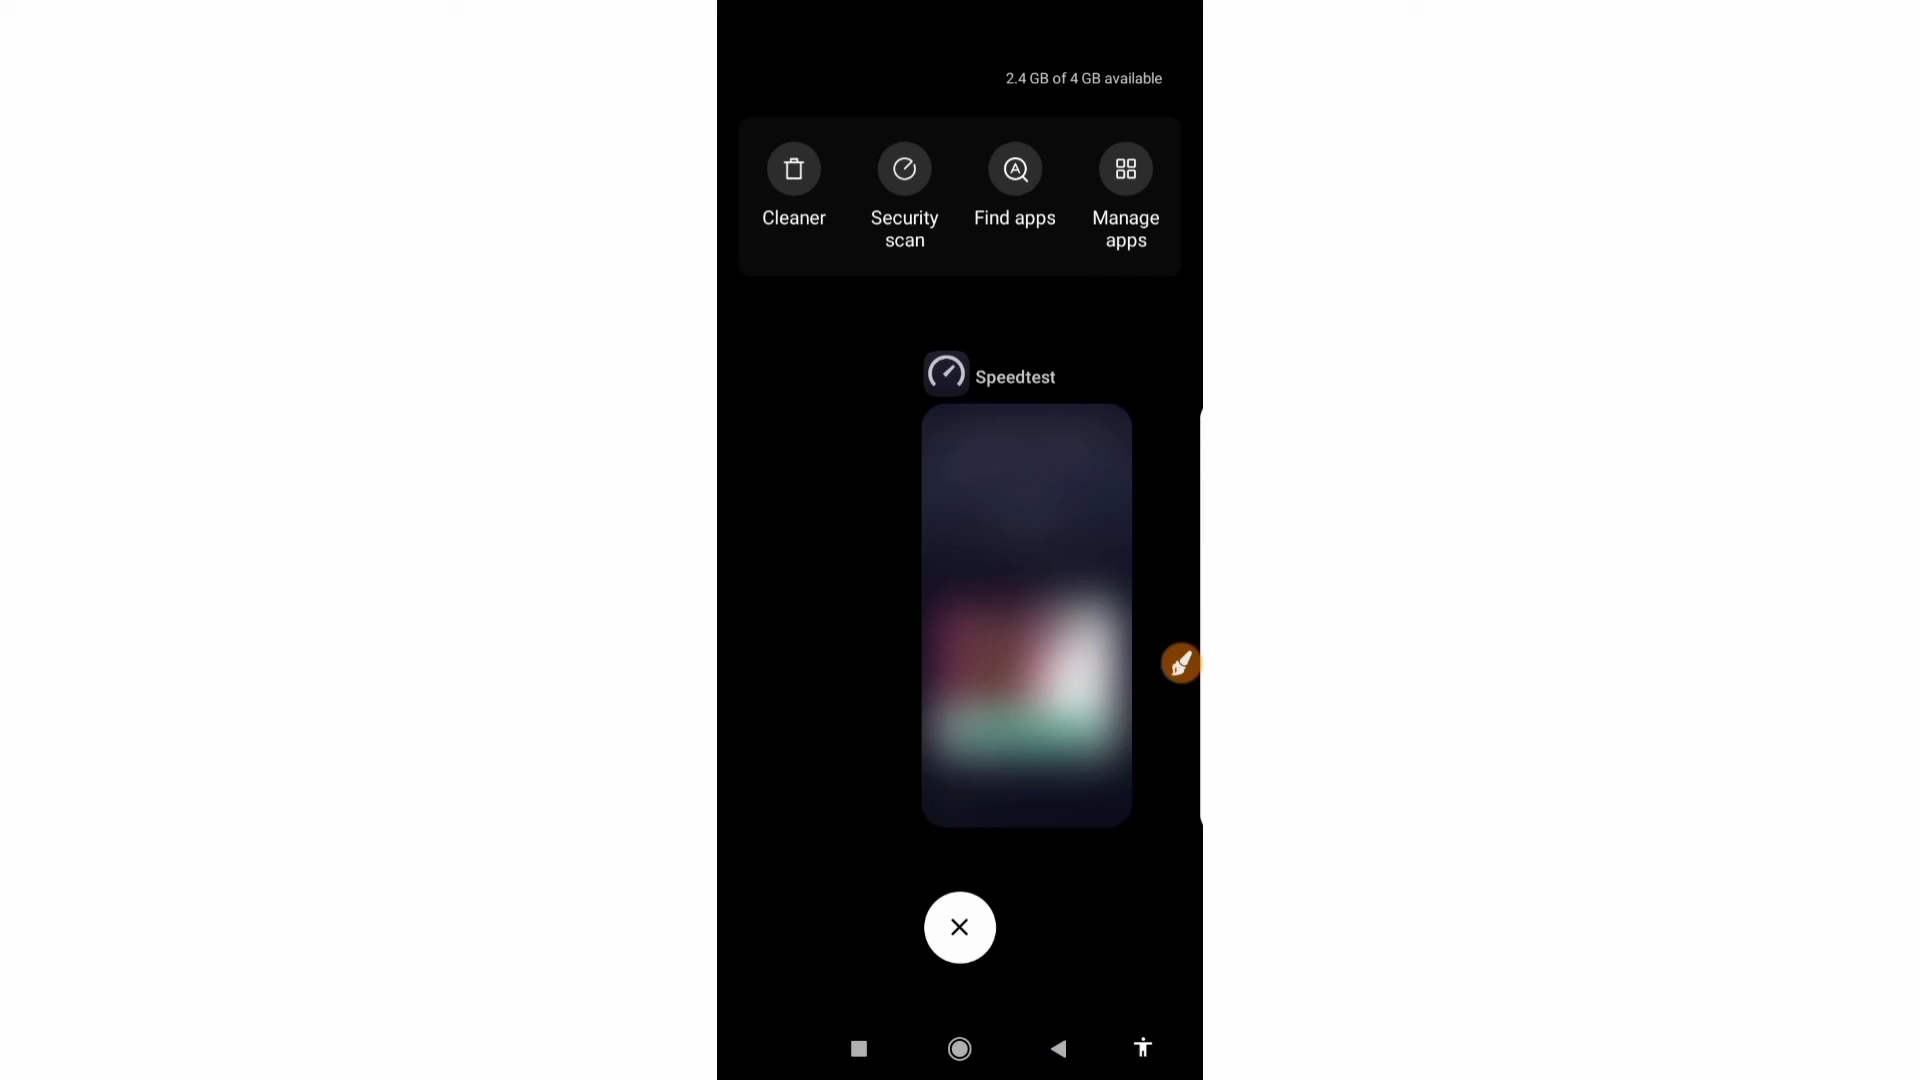 2.4 GB of 4 GB available
Cleaner
Security
scan
Find apps
Manage
apps
Speedtest